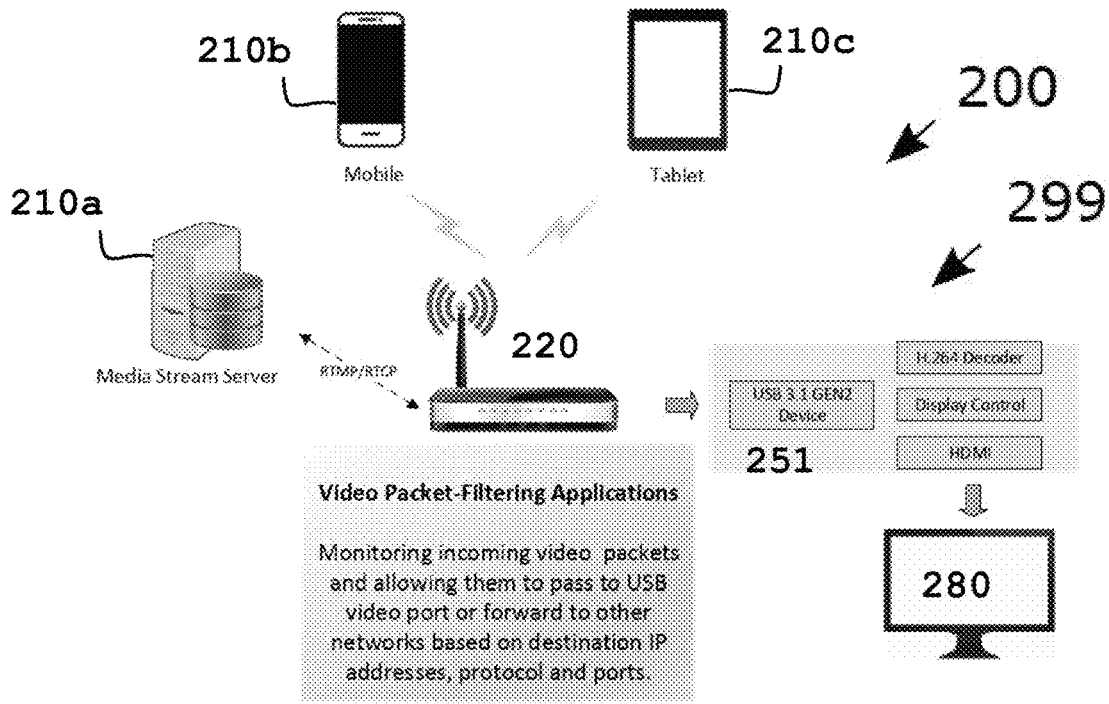 210b
210c
200
Mobile
Tablet
210a
299
Media Stream Server
RTMP/RTCP
220
H.264 Decoder
USB 3.1 GEN2
Device
Display Control
251
HDMI
Video Packet-Filtering Applications
Monitoring incoming video packets
and allowing them to pass to USB
video port or forward to other
networks based on destination IP
addresses, protocol and ports.
280